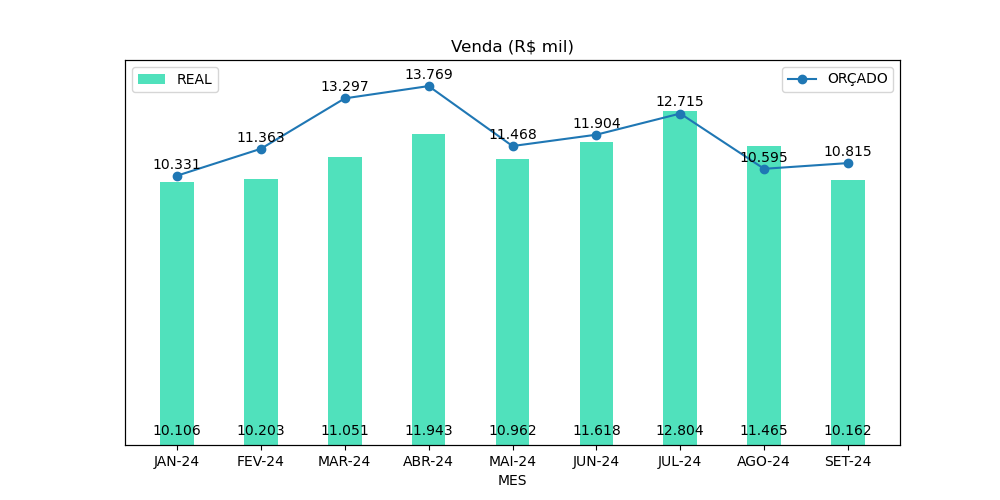 Venda (R$ mil)
REAL
ORÇADO
10.331
11.363
13.297
13.769
11.468
11.904
12.715
10.595
10.815
10.106
10.203
11.051
11.943
10.962
11.618
12.804
11.465
10.162
JAN-24
FEV-24
MAR-24
ABR-24
MAI-24
JUN-24
JUL-24
AGO-24
SET-24
MES